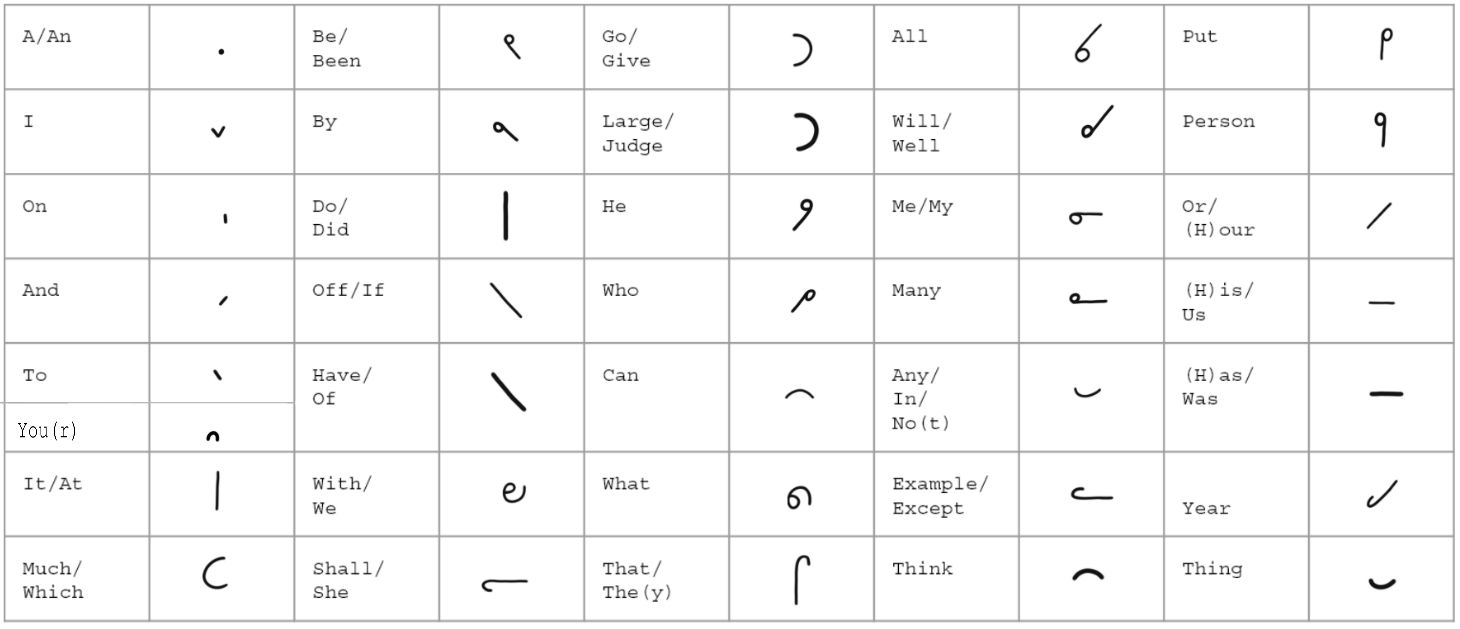 A/An Be/ Go/ All Put
Been Give
I By Large/ Will/ Person
Judge Well
On Do/ He Me/My Or/
Did (H)our
And Off/If Who Many (H)is/
Us
To Have/ Can Any/ (H)as/
Of In/ Was
You(r) No(t)
It/At With/ What Example/
We Except Year
Much/ Shall/ That/ Think Thing
Which She The(y)